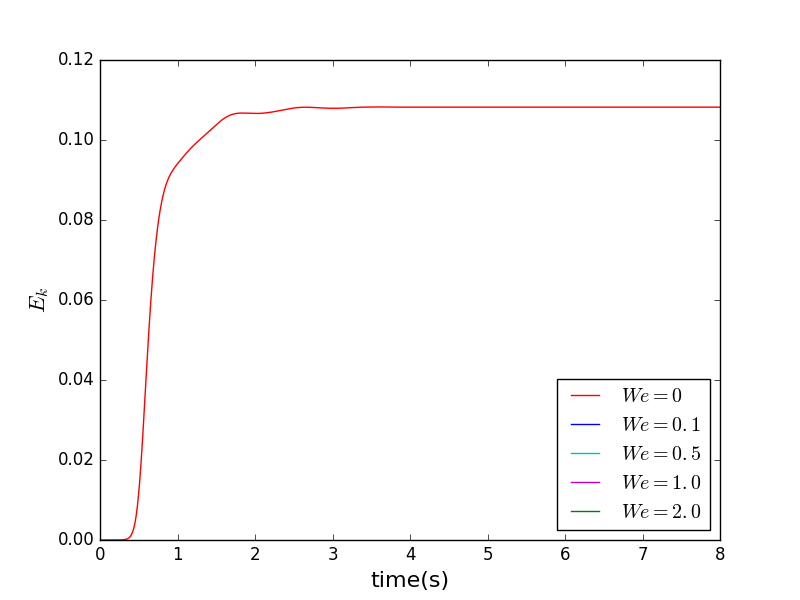 0.12
0.10
0.08
0.06
0.04
0.02
0.00
E_k
0 1 2 3 4 5 6 7 8
time(s)
We = 0
We = 0.1
We = 0.5
We = 1.0
We = 2.0